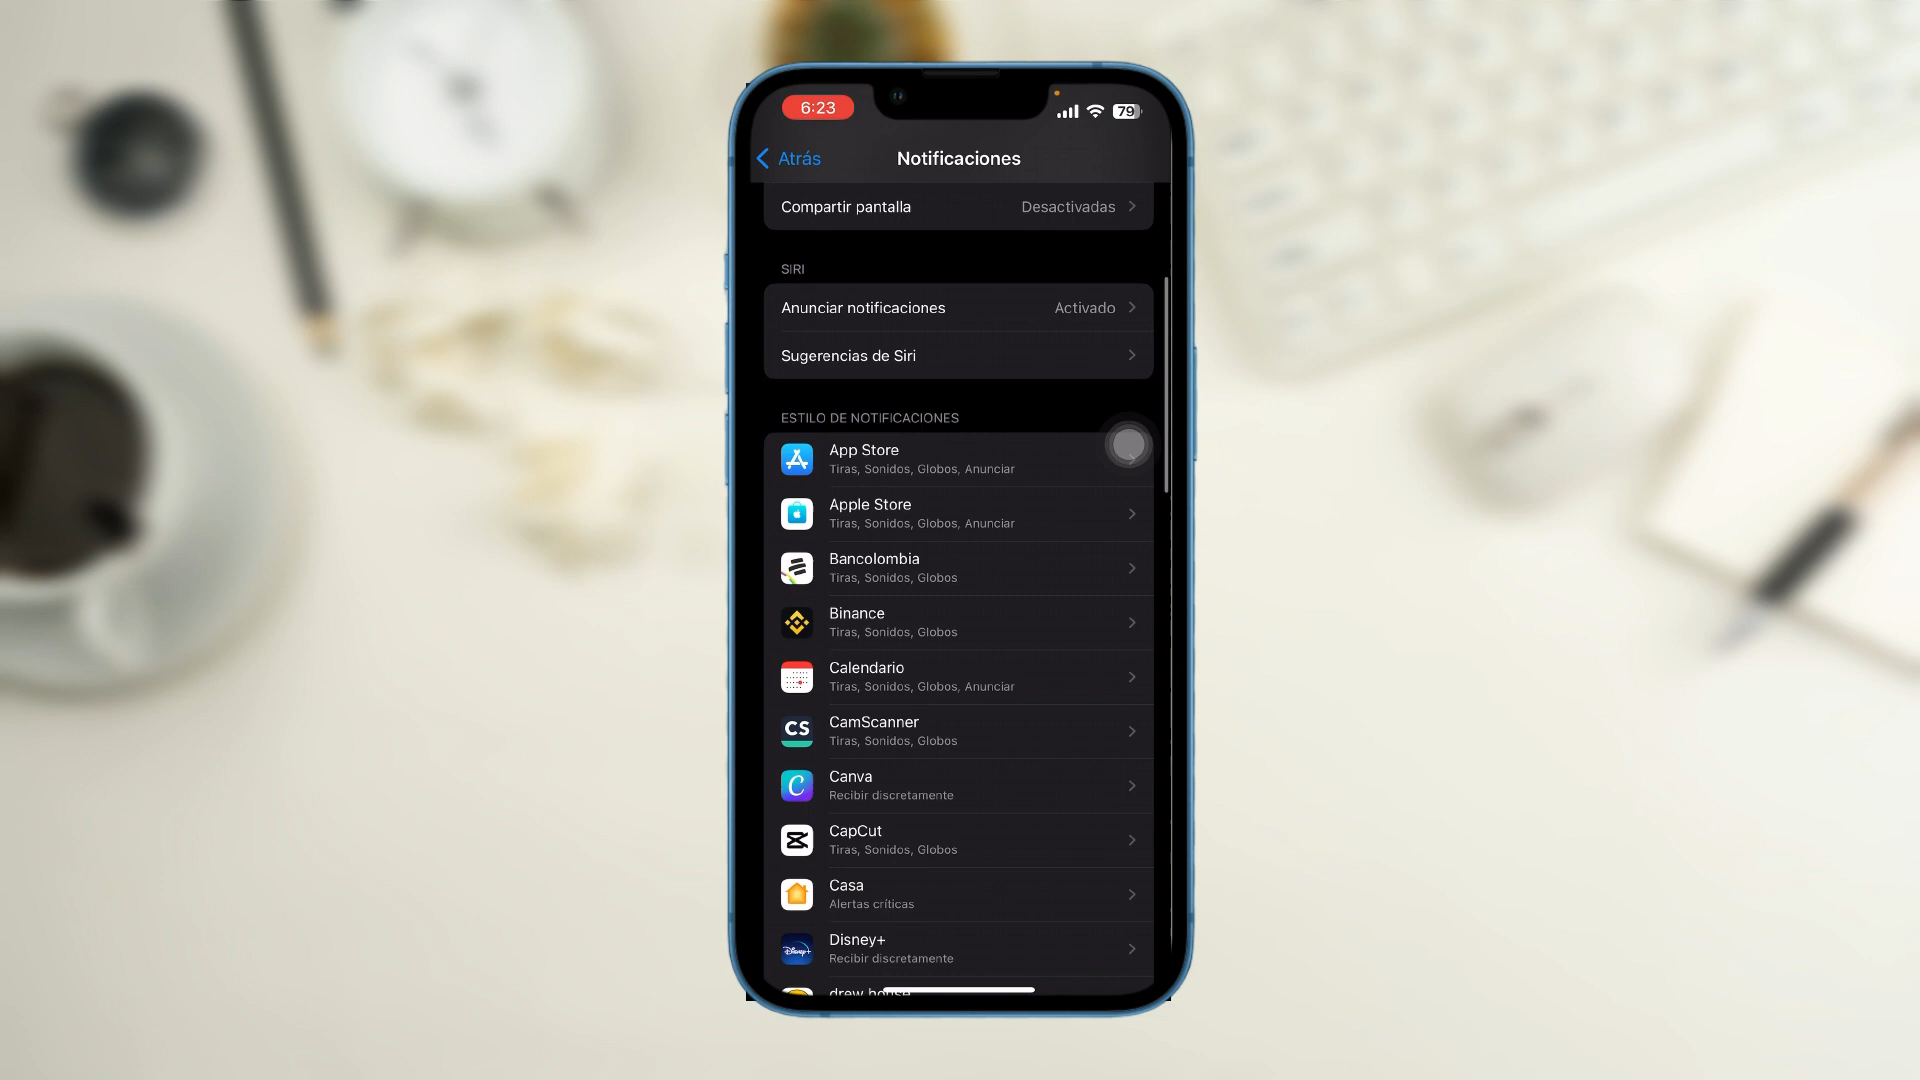 6:23
79
Atrás
Notificaciones
Compartir pantalla Desactivadas
SIRI
Anunciar notificaciones Activado
Sugerencias de Siri
ESTILO DE NOTIFICACIONES
App Store
Tiras, Sonidos, Globos, Anunciar
Apple Store
Tiras, Sonidos, Globos, Anunciar
Bancolombia
Tiras, Sonidos, Globos
Binance
Tiras, Sonidos, Globos
Calendario
Tiras, Sonidos, Globos, Anunciar
CS
CamScanner
Tiras, Sonidos, Globos
C
Canva
Recibir discretamente
CapCut
Tiras, Sonidos, Globos
Casa
Alertas críticas
Disney+
Disney+
Recibir discretamente
drew house